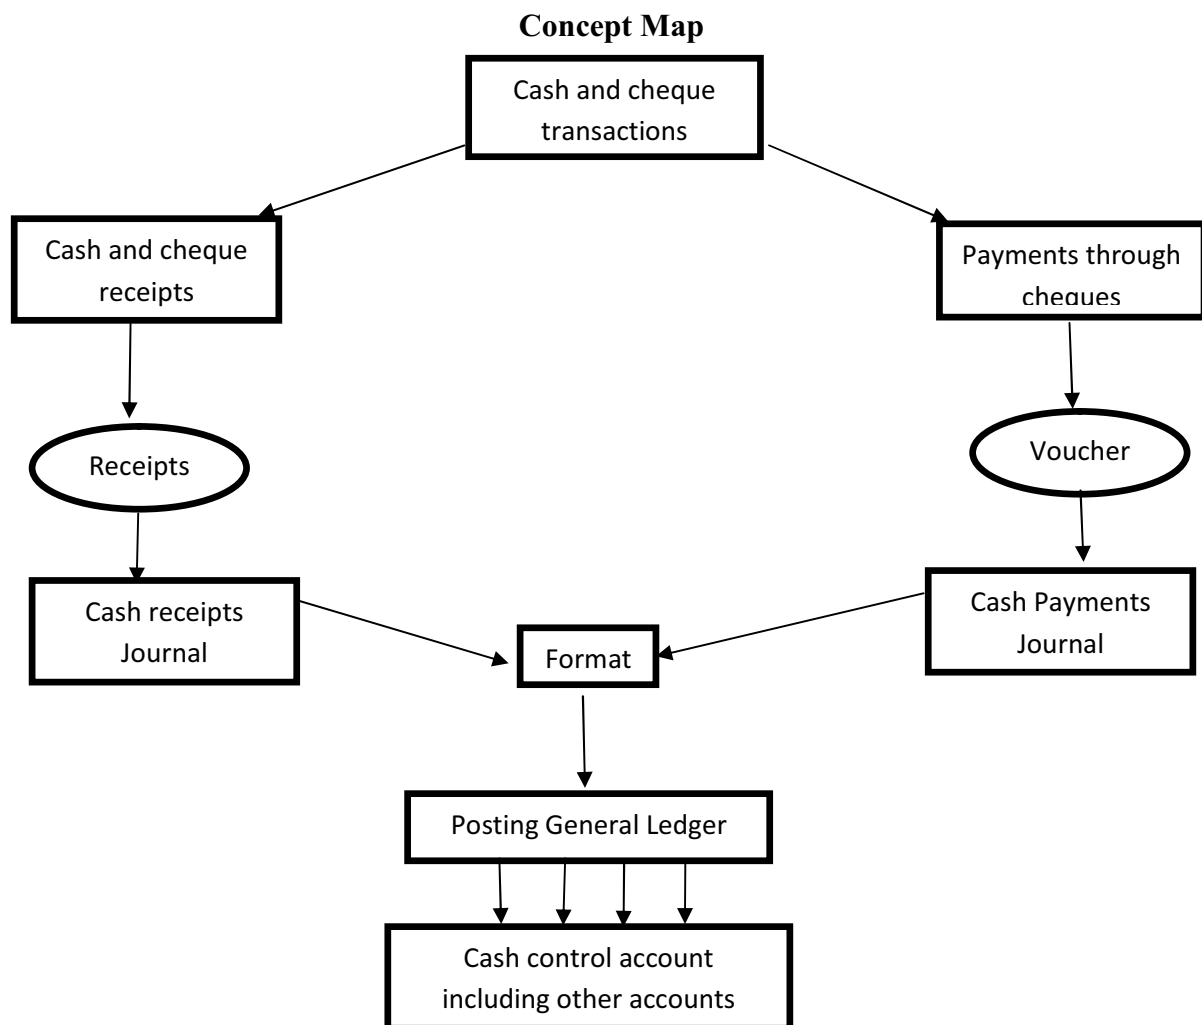 Concept Map
Cash and cheque
transactions
Cash and cheque
receipts
Payments through
cheques
Receipts
Voucher
Cash receipts
Journal
Cash Payments
Journal
Format
Posting General Ledger
Cash control account
including other accounts